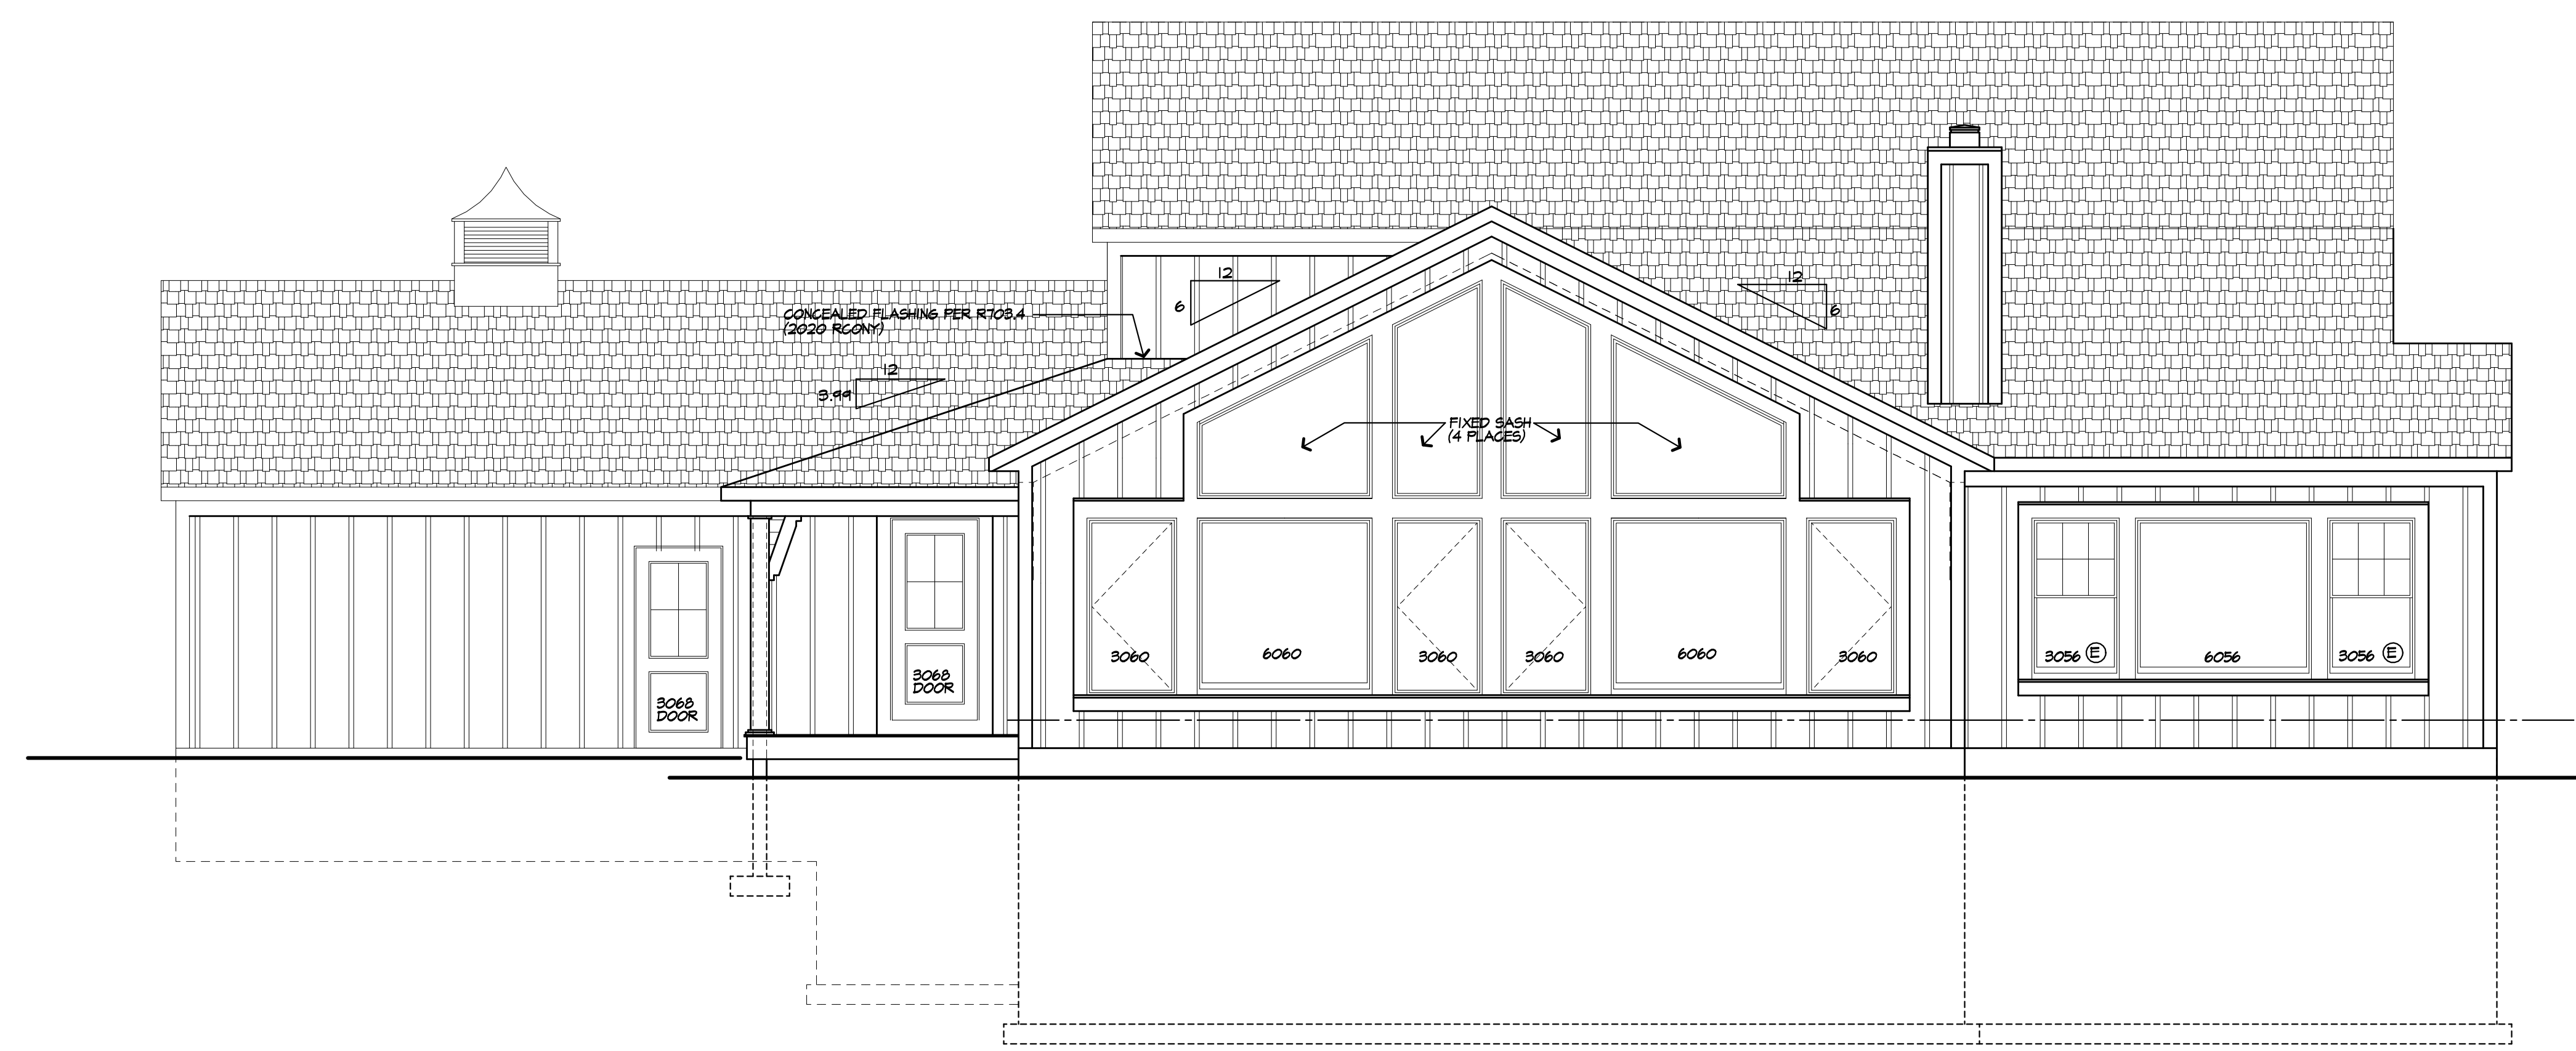 12
6
12
6
CONCEALED FLASHING PER R703.4
(2020 RCONY)
12
3.99
FIXED SASH
(4 PLACES)
3060
6060
3060
3060
6060
3060
3056 E
6056
3056 E
3068
DOOR
3068
DOOR